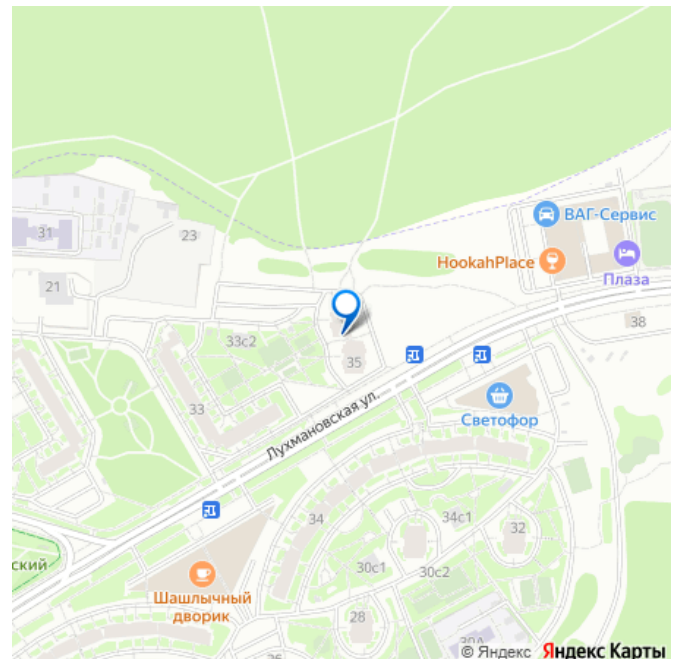 ВАГ-Сервис
31
23
HookahPlace
Плаза
21
38
33с2
35
33
Лухмановская ул.
Светофор
34
34с1
32
ский
30с1
30с2
Шашлычный
дворик
28
26
30А
© Яндекс Яндекс Карты